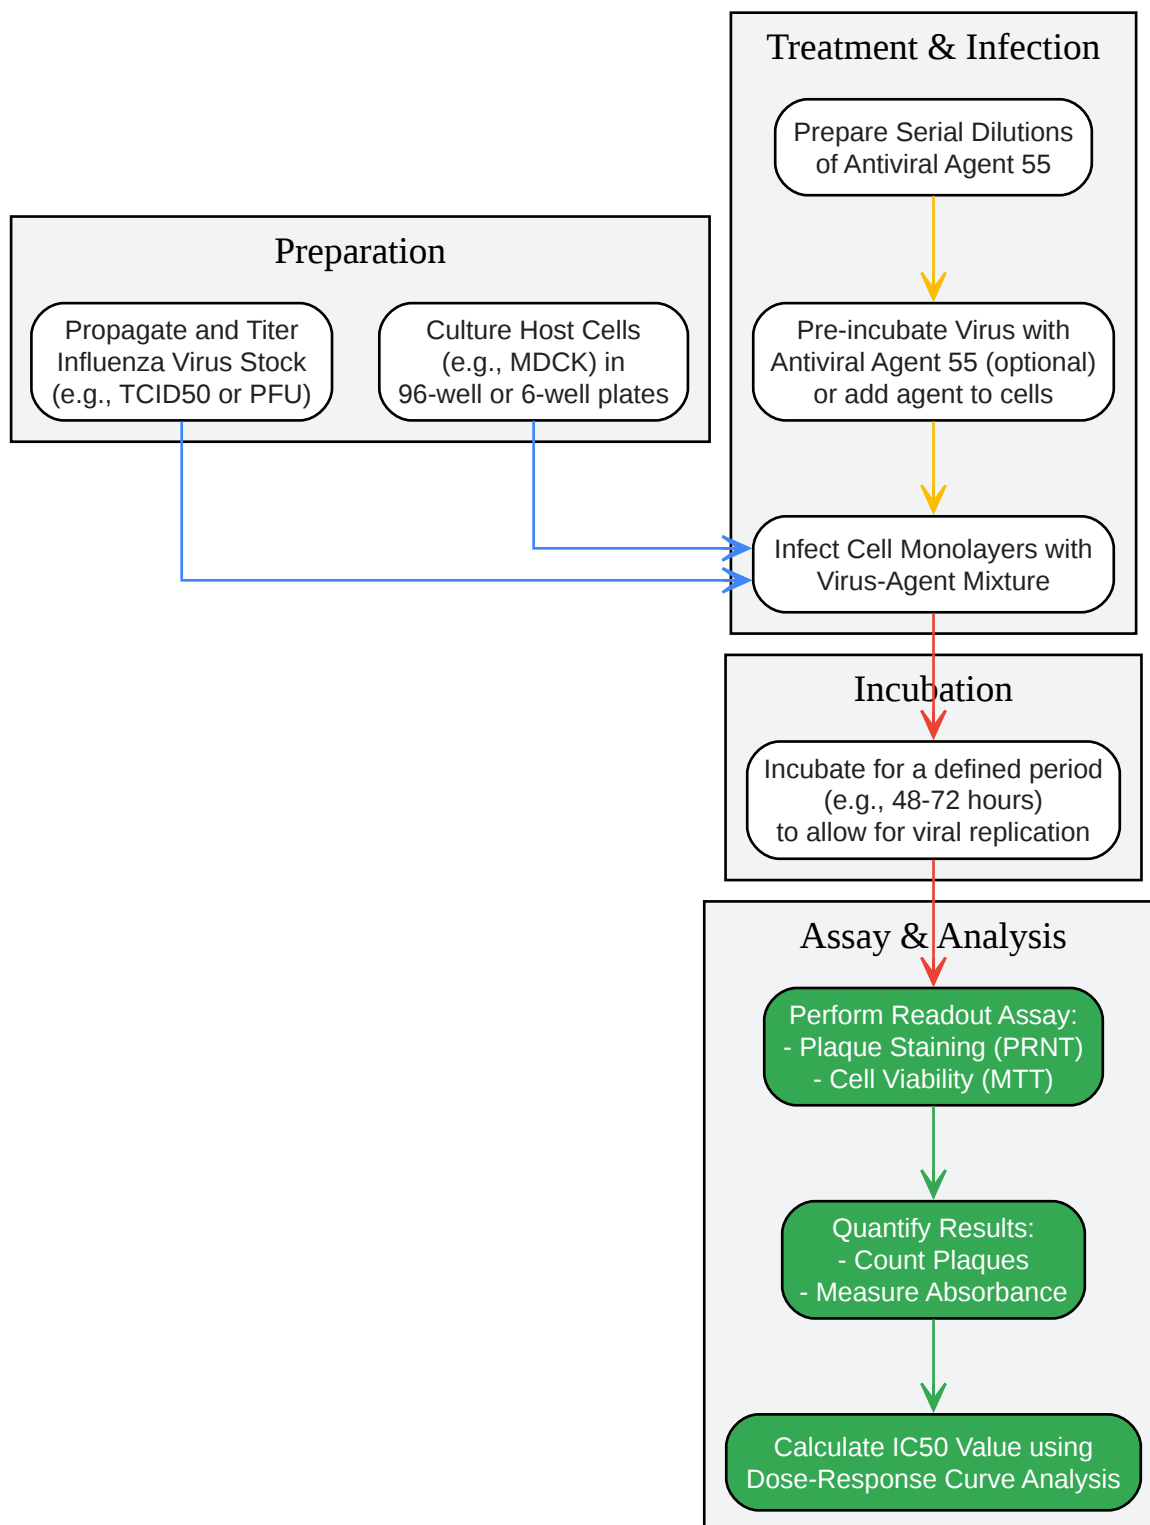 Treatment & Infection
Prepare Serial Dilutions
of Antiviral Agent 55
Preparation
Propagate and Titer
Influenza Virus Stock
(e.g., TCID50 or PFU)
Culture Host Cells
(e.g., MDCK) in
96-well or 6-well plates
Pre-incubate Virus with
Antiviral Agent 55 (optional)
or add agent to cells
Infect Cell Monolayers with
Virus-Agent Mixture
Incubation
Incubate for a defined period
(e.g., 48-72 hours)
to allow for viral replication
Assay & Analysis
Perform Readout Assay:
- Plaque Staining (PRNT)
- Cell Viability (MTT)
Quantify Results:
- Count Plaques
- Measure Absorbance
Calculate IC50 Value using
Dose-Response Curve Analysis